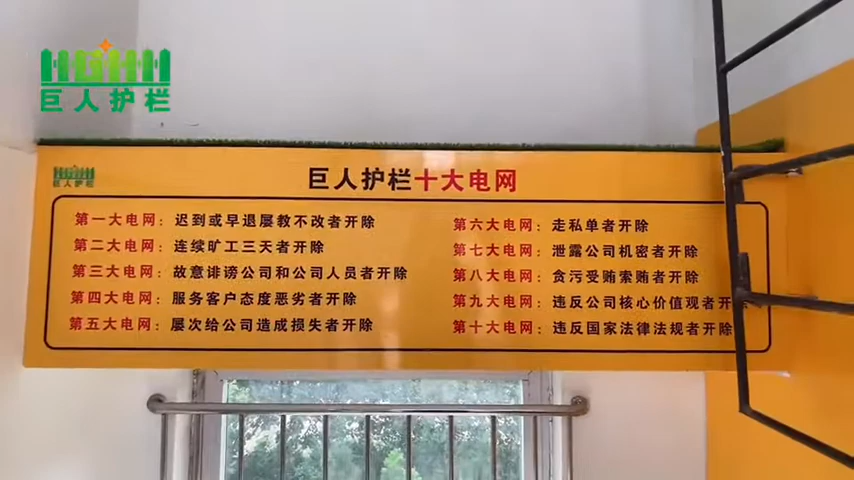 巨人护栏
巨人护栏
巨人护栏十大电网
第一大电网：迟到或早退屡教不改者开除
第二大电网：连续旷工三天者开除
第三大电网：故意诽谤公司和公司人员者开除
第四大电网：服务客户态度恶劣者开除
第五大电网：屡次给公司造成损失者开除
第六大电网：走私单者开除
第七大电网：泄露公司机密者开除
第八大电网：贪污受贿索贿者开除
第九大电网：违反公司核心价值观者开除
第十大电网：违反国家法律法规者开除